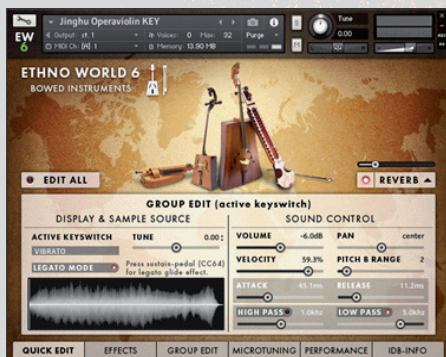 Jinghu Operaviolin KEY
Output: st. 1 Voices: 0 Max: 32 Purge
MIDI Ch: [A] 1 Memory: 13.90 MB
S
M
Tune
0.00
EW
6
ETHNO WORLD 6
BOWED INSTRUMENTS
EDIT ALL
REVERB
GROUP EDIT (active keyswitch)
DISPLAY & SAMPLE SOURCE
SOUND CONTROL
ACTIVE KEYSWITCH
TUNE 0.00
VIBRATO
LEGATO MODE
Press sustain-pedal (CC64)
for legato glide effect.
VOLUME -6.0dB PAN center
VELOCITY 59.3% PITCH B RANGE 2
ATTACK 45.1ms RELEASE 11.2ms
HIGH PASS 1.0khz LOW PASS 5.0khz
QUICK EDIT EFFECTS GROUP EDIT MICROTUNING PERFORMANCE IDB-INFO